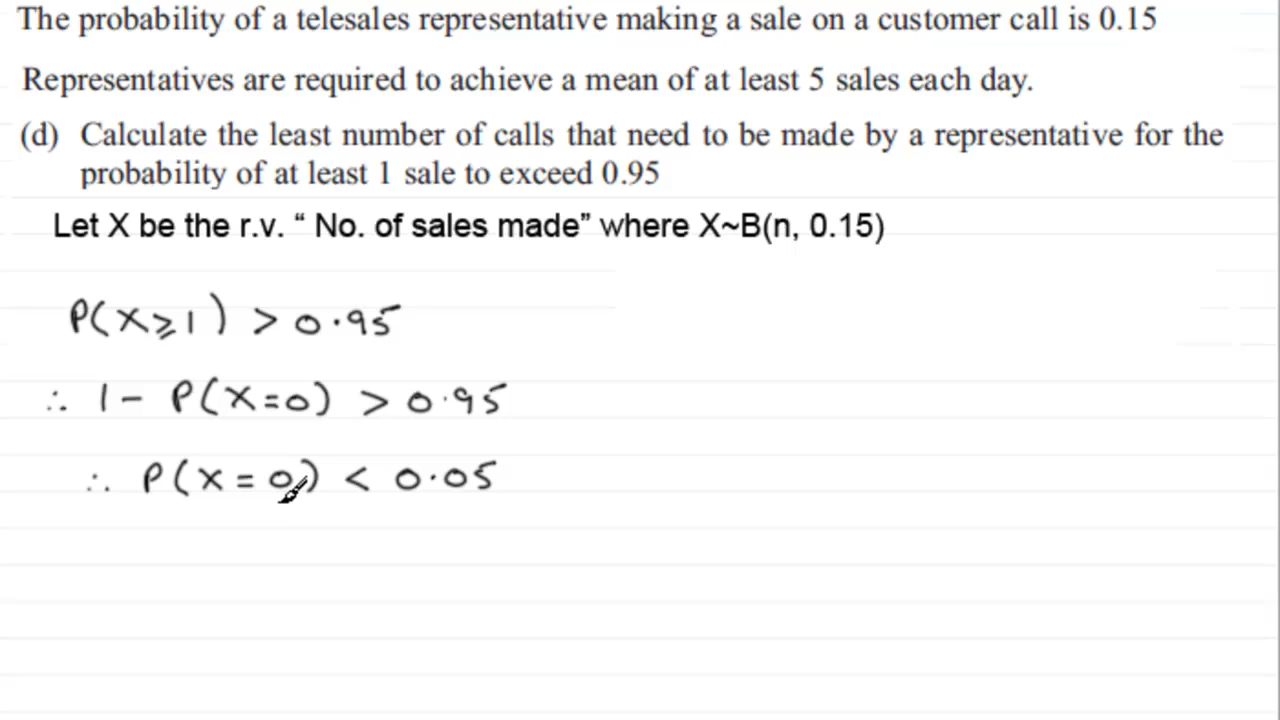 The probability of a telesales representative making a sale on a customer call is 0.15
Representatives are required to achieve a mean of at least 5 sales each day.
(d) Calculate the least number of calls that need to be made by a representative for the
probability of at least 1 sale to exceed 0.95
Let X be the r.v. “ No. of sales made” where X~B(n, 0.15)
P(X⩾1) > 0.95
∴ 1 - P(X=0) > 0.95
∴ P(X=0) < 0.05